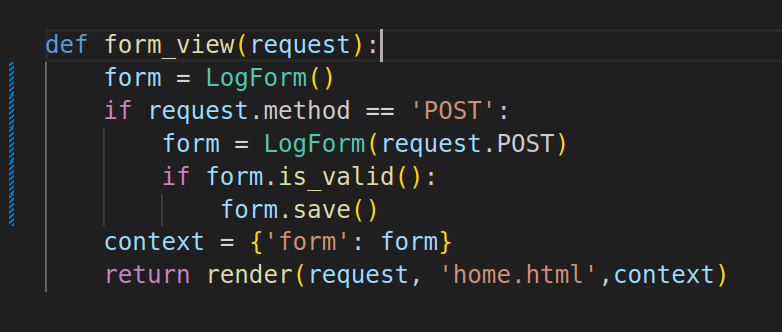 def form_view(request):
    form = LogForm()
    if request.method == 'POST':
        form = LogForm(request.POST)
        if form.is_valid():
            form.save()
    context = {'form': form}
    return render(request, 'home.html',context)